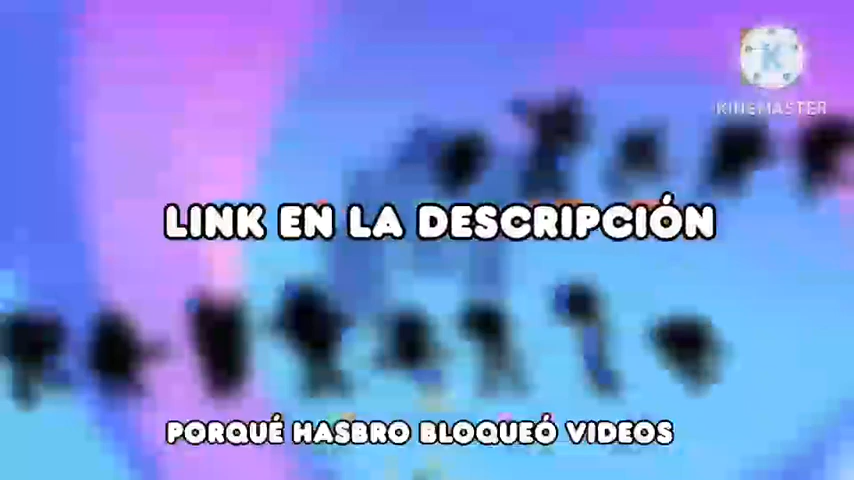 K
KINEMASTER
LINK EN LA DESCRIPCIÓN
PORQUÉ HASBRO BLOQUEÓ VIDEOS